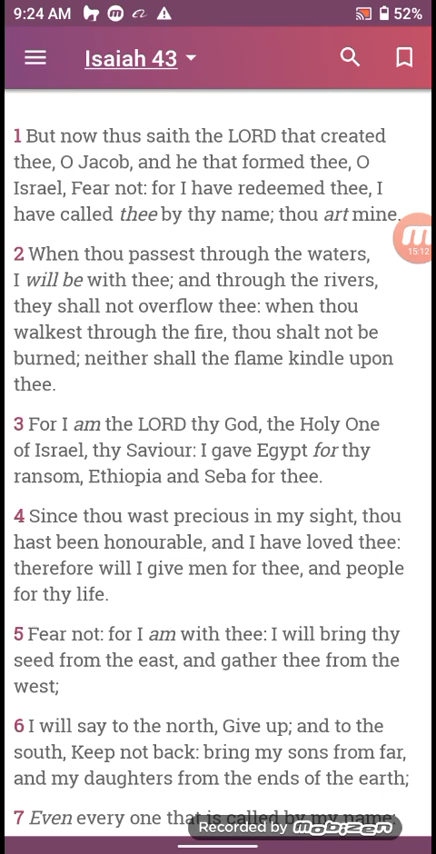 9:24 AM
52%
Isaiah 43
1 But now thus saith the LORD that created
thee, O Jacob, and he that formed thee, O
Israel, Fear not: for I have redeemed thee, I
have called thee by thy name; thou art mine.
15:12
2 When thou passest through the waters,
I will be with thee; and through the rivers,
they shall not overflow thee: when thou
walkest through the fire, thou shalt not be
burned; neither shall the flame kindle upon
thee.
3 For I am the LORD thy God, the Holy One
of Israel, thy Saviour: I gave Egypt for thy
ransom, Ethiopia and Seba for thee.
4 Since thou wast precious in my sight, thou
hast been honourable, and I have loved thee:
therefore will I give men for thee, and people
for thy life.
5 Fear not: for I am with thee: I will bring thy
seed from the east, and gather thee from the
west;
6 I will say to the north, Give up; and to the
south, Keep not back: bring my sons from far,
and my daughters from the ends of the earth;
7 Even every one that is called by my name:
Recorded by mobizen